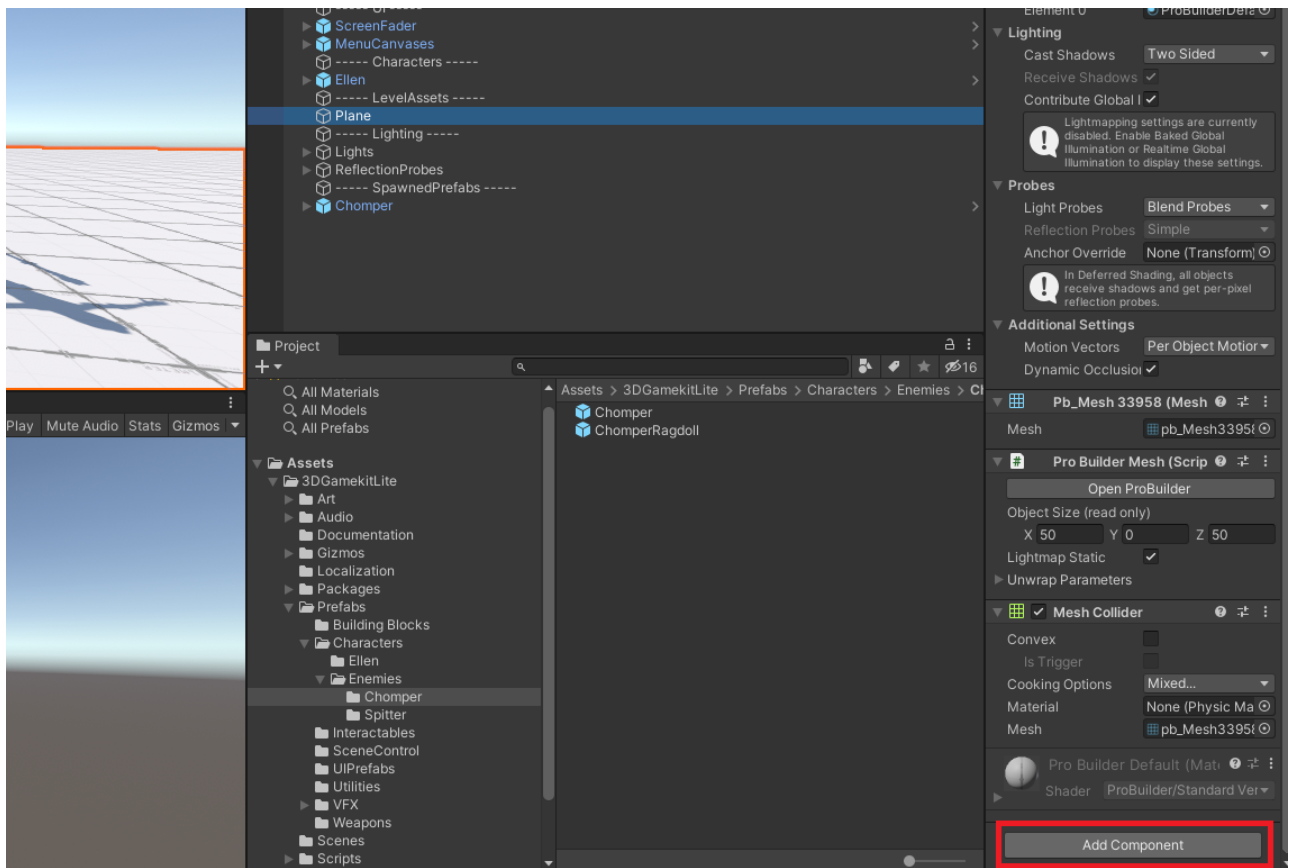 ScreenFader
MenuCanvases
----- Characters -----
Ellen
----- LevelAssets -----
Plane
----- Lighting -----
Lights
ReflectionProbes
----- SpawnedPrefabs -----
Chomper
Play Mute Audio Stats Gizmos
Project
16
All Materials
All Models
All Prefabs
Assets
3DGamekitLite
Art
Audio
Documentation
Gizmos
Localization
Packages
Prefabs
Building Blocks
Characters
Ellen
Enemies
Chomper
Spitter
Interactables
SceneControl
UIPrefabs
Utilities
VFX
Weapons
Scenes
Scripts
Assets > 3DGamekitLite > Prefabs > Characters > Enemies > Ch
Chomper
ChomperRagdoll
Element 0 ProBuilderDefa
Lighting
Cast Shadows Two Sided
Receive Shadows
Contribute Global I
Lightmapping settings are currently
disabled. Enable Baked Global
Illumination or Realtime Global
Illumination to display these settings.
Probes
Light Probes Blend Probes
Reflection Probes Simple
Anchor Override None (Transform)
In Deferred Shading, all objects
receive shadows and get per-pixel
reflection probes.
Additional Settings
Motion Vectors Per Object Motion
Dynamic Occlusion
Pb_Mesh 33958 (Mesh
Mesh pb_Mesh33958
Pro Builder Mesh (Scrip
Open ProBuilder
Object Size (read only)
X 50 Y 0 Z 50
Lightmap Static
Unwrap Parameters
Mesh Collider
Convex
Is Trigger
Cooking Options Mixed...
Material None (Physic Ma
Mesh pb_Mesh33958
Pro Builder Default (Mate
Shader ProBuilder/Standard Ver
Add Component